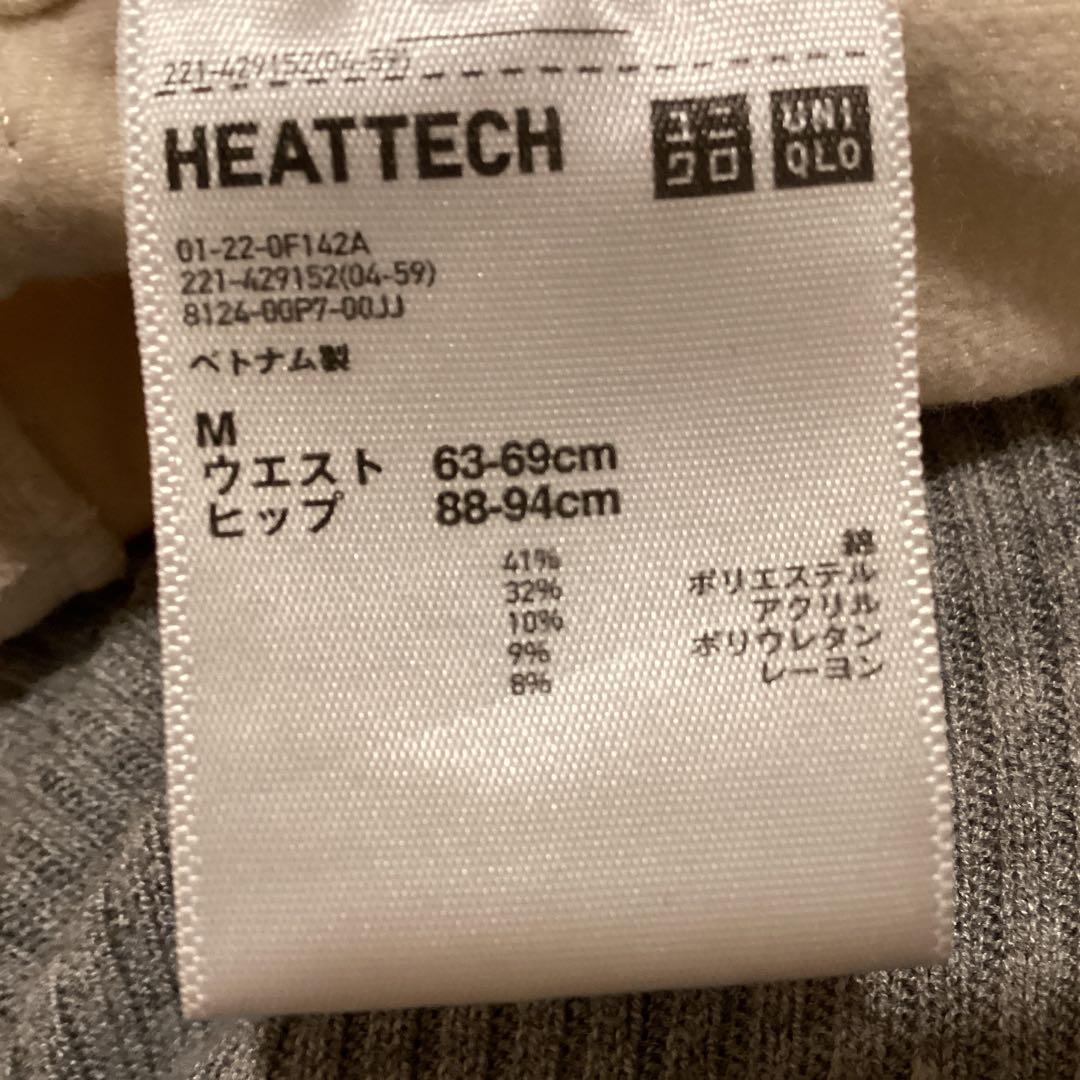 221-429152(04-59)
HEATTECH
ユニ
クロ
UNI
QLO
01-22-0F142A
221-429152(04-59)
8124-00P7-00JJ
ベトナム製
M
ウエスト 63-69cm
ヒップ 88-94cm
41% 綿
32% ポリエステル
10% アクリル
9% ポリウレタン
8% レーヨン